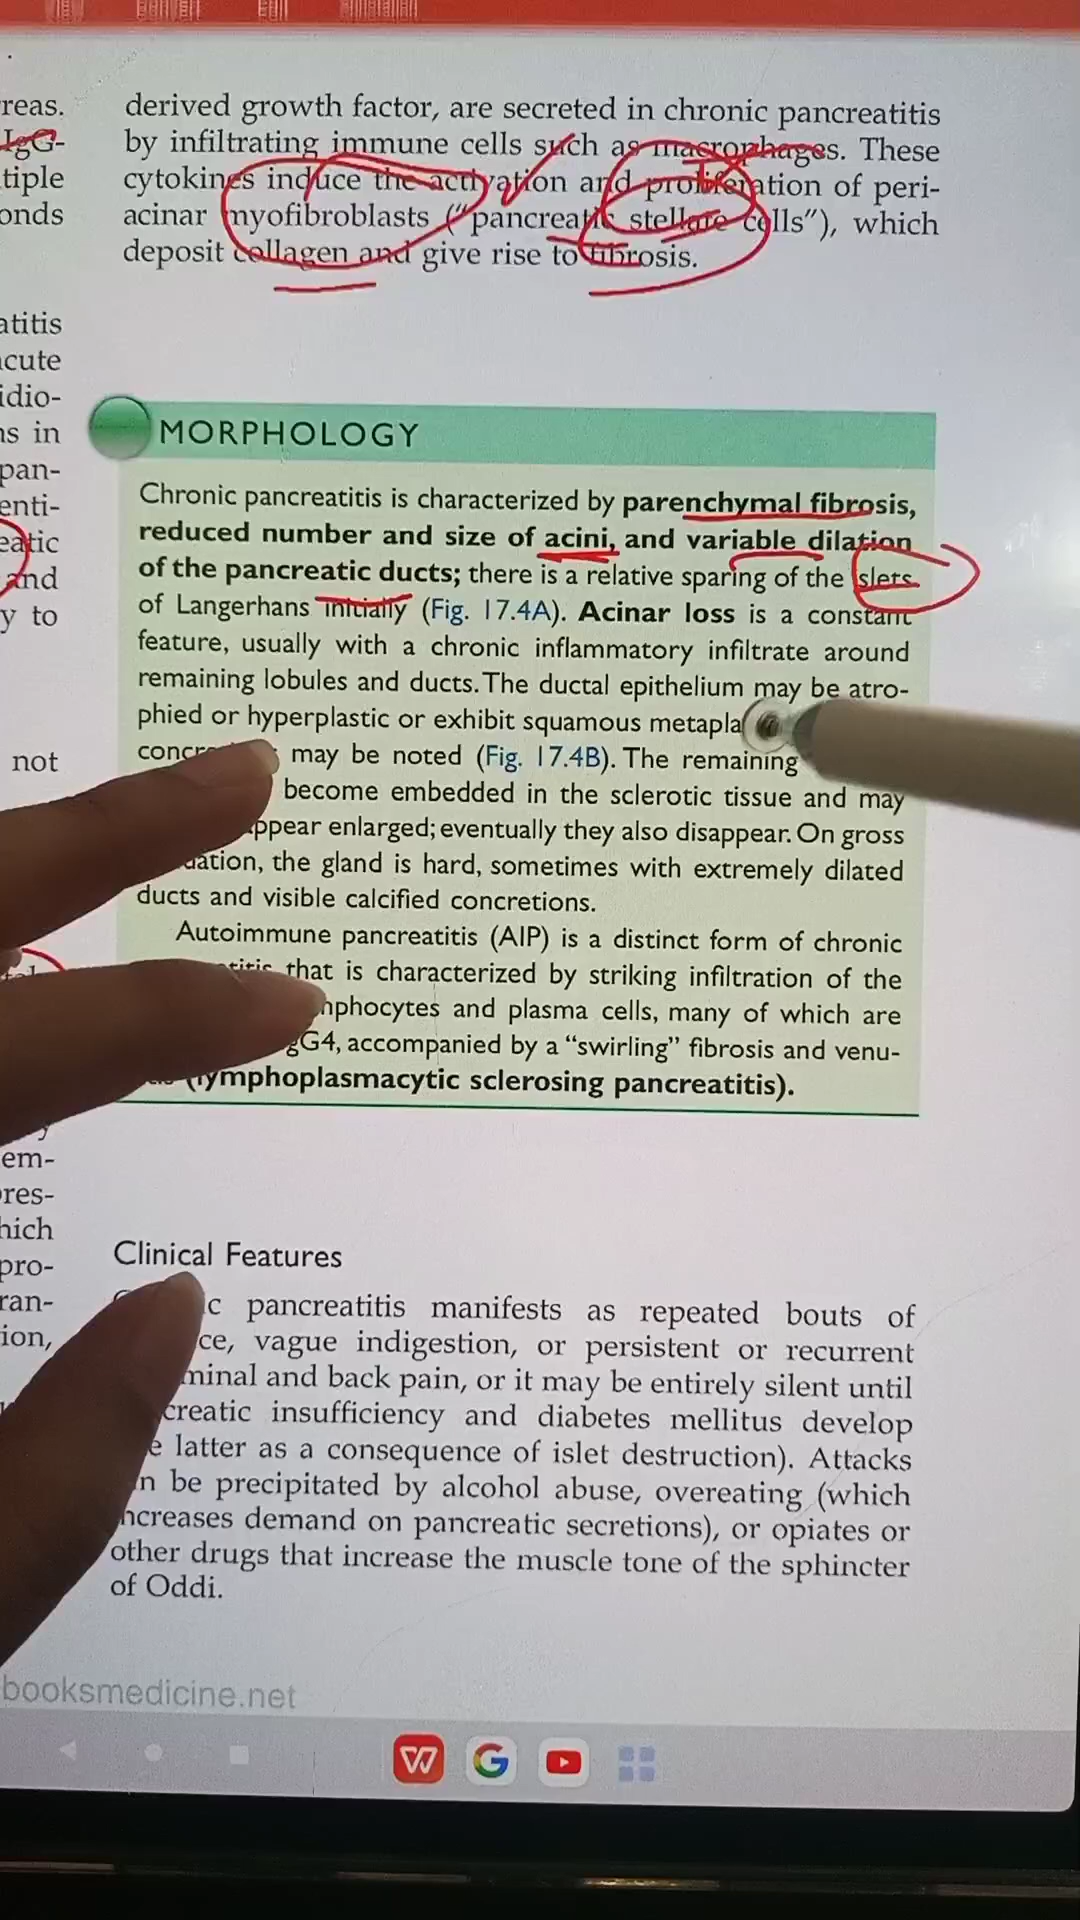 reas.
IgG-
tiple
onds
derived growth factor, are secreted in chronic pancreatitis
by infiltrating immune cells such as macrophages. These
cytokines induce the activation and proliferation of peri-
acinar myofibroblasts (“pancreatic stellate cells”), which
deposit collagen and give rise to fibrosis.
atitis
acute
idio-
ns in
pan-
enti-
eatic
and
y to
not
MORPHOLOGY
Chronic pancreatitis is characterized by parenchymal fibrosis,
reduced number and size of acini, and variable dilation
of the pancreatic ducts; there is a relative sparing of the islets
of Langerhans initially (Fig. 17.4A). Acinar loss is a constant
feature, usually with a chronic inflammatory infiltrate around
remaining lobules and ducts. The ductal epithelium may be atro-
phied or hyperplastic or exhibit squamous metapla
concre may be noted (Fig. 17.4B). The remaining
become embedded in the sclerotic tissue and may
ppear enlarged; eventually they also disappear. On gross
uation, the gland is hard, sometimes with extremely dilated
ducts and visible calcified concretions.
Autoimmune pancreatitis (AIP) is a distinct form of chronic
titis that is characterized by striking infiltration of the
mphocytes and plasma cells, many of which are
gG4, accompanied by a “swirling” fibrosis and venu-
(lymphoplasmacytic sclerosing pancreatitis).
em-
pres-
hich
pro-
ran-
ion,
Clinical Features
c pancreatitis manifests as repeated bouts of
ce, vague indigestion, or persistent or recurrent
minal and back pain, or it may be entirely silent until
creatic insufficiency and diabetes mellitus develop
e latter as a consequence of islet destruction). Attacks
n be precipitated by alcohol abuse, overeating (which
ncreases demand on pancreatic secretions), or opiates or
other drugs that increase the muscle tone of the sphincter
of Oddi.
booksmedicine.net